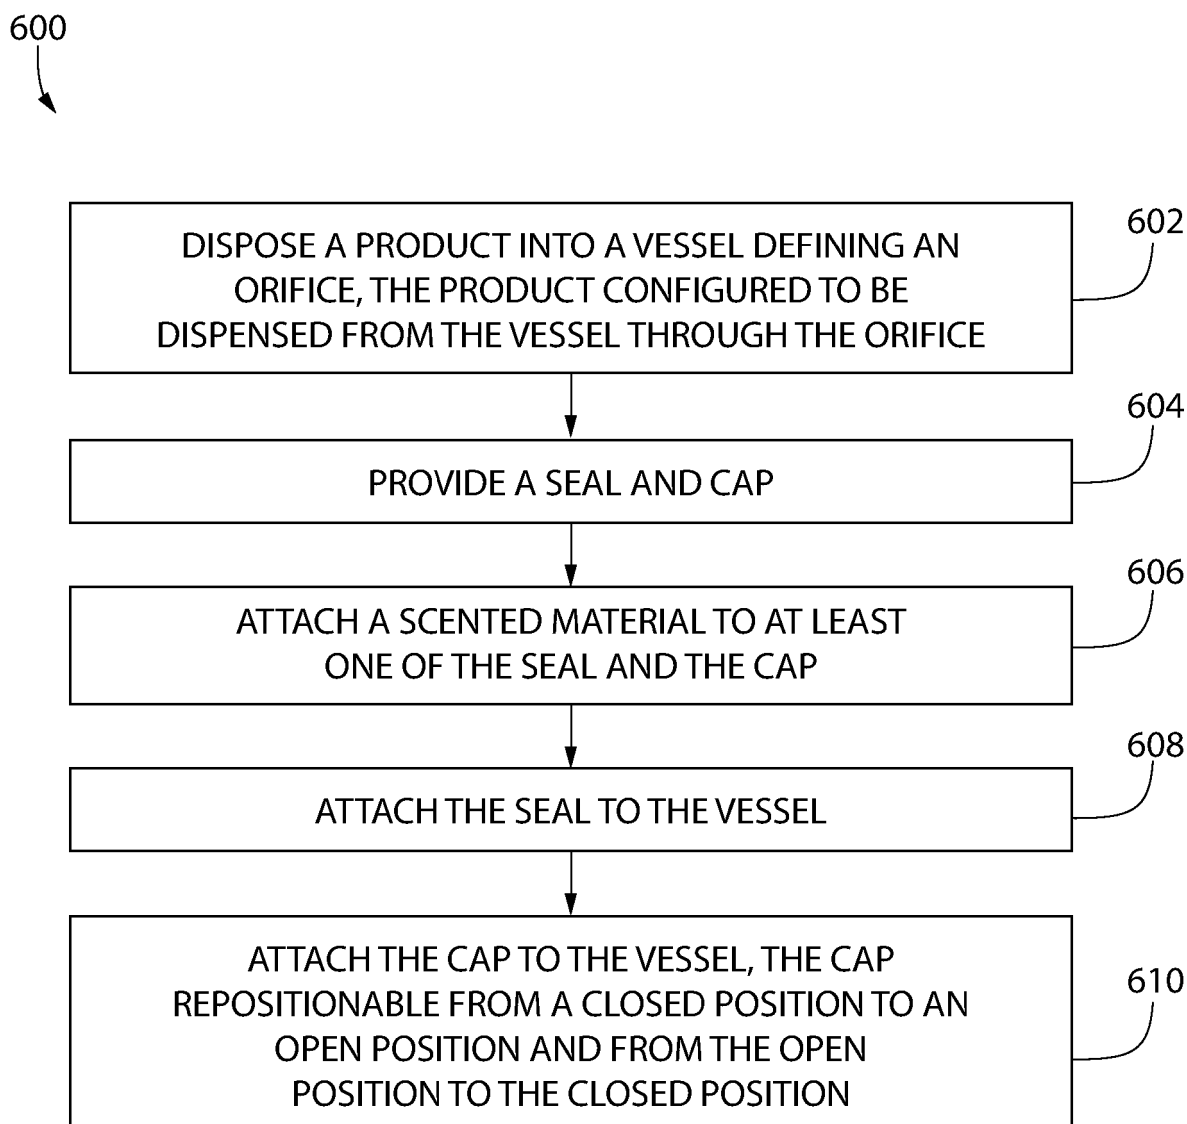 600
DISPOSE A PRODUCT INTO A VESSEL DEFINING AN
ORIFICE, THE PRODUCT CONFIGURED TO BE
DISPENSED FROM THE VESSEL THROUGH THE ORIFICE
602
PROVIDE A SEAL AND CAP
604
ATTACH A SCENTED MATERIAL TO AT LEAST
ONE OF THE SEAL AND THE CAP
606
ATTACH THE SEAL TO THE VESSEL
608
ATTACH THE CAP TO THE VESSEL, THE CAP
REPOSITIONABLE FROM A CLOSED POSITION TO AN
OPEN POSITION AND FROM THE OPEN
POSITION TO THE CLOSED POSITION
610